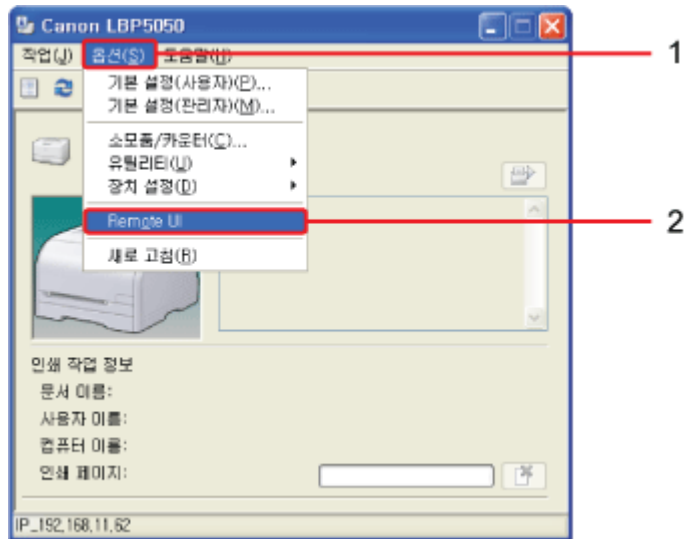 Canon LBP5050
작업(J) 옵션(S) 도움말(H)
1
기본 설정(사용자)(P)...
기본 설정(관리자)(M)...
소모품/카운터(C)...
유틸리티(U)
장치 설정(D)
Remote UI
2
새로 고침(R)
인쇄 작업 정보
문서 이름:
사용자 이름:
컴퓨터 이름:
인쇄 페이지:
IP_192,168,11,62